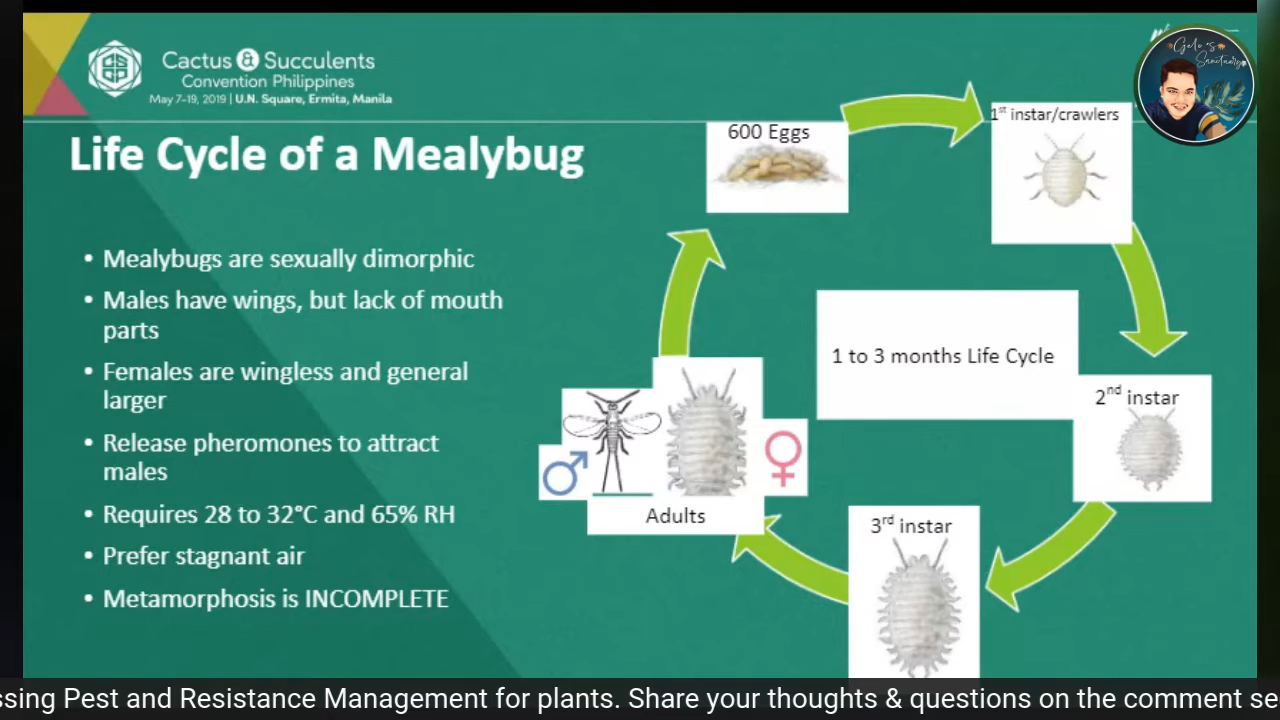 Cactus & Succulents
Convention Philippines
May 7-19, 2019 | U.N. Square, Ermita, Manila
Gelo's
Sanctuary
Life Cycle of a Mealybug
• Mealybugs are sexually dimorphic
• Males have wings, but lack of mouth
parts
• Females are wingless and general
larger
• Release pheromones to attract
males
• Requires 28 to 32°C and 65% RH
• Prefer stagnant air
• Metamorphosis is INCOMPLETE
600 Eggs
1st instar/crawlers
1 to 3 months Life Cycle
2nd instar
3rd instar
Adults
ssing Pest and Resistance Management for plants. Share your thoughts & questions on the comment se